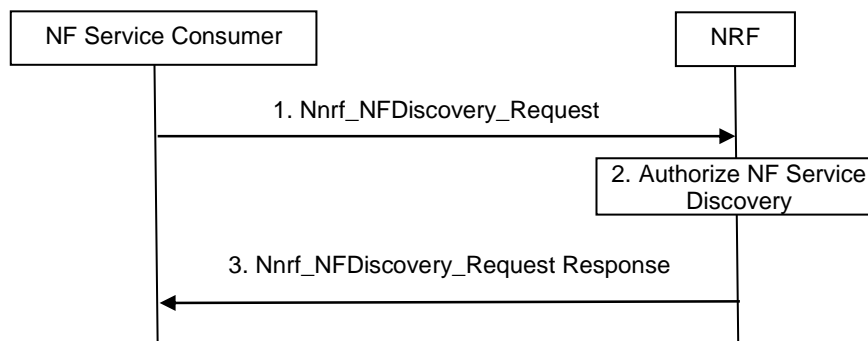 NF Service Consumer
NRF
1. Nnrf_NFDiscovery_Request
2. Authorize NF Service
Discovery
3. Nnrf_NFDiscovery_Request Response